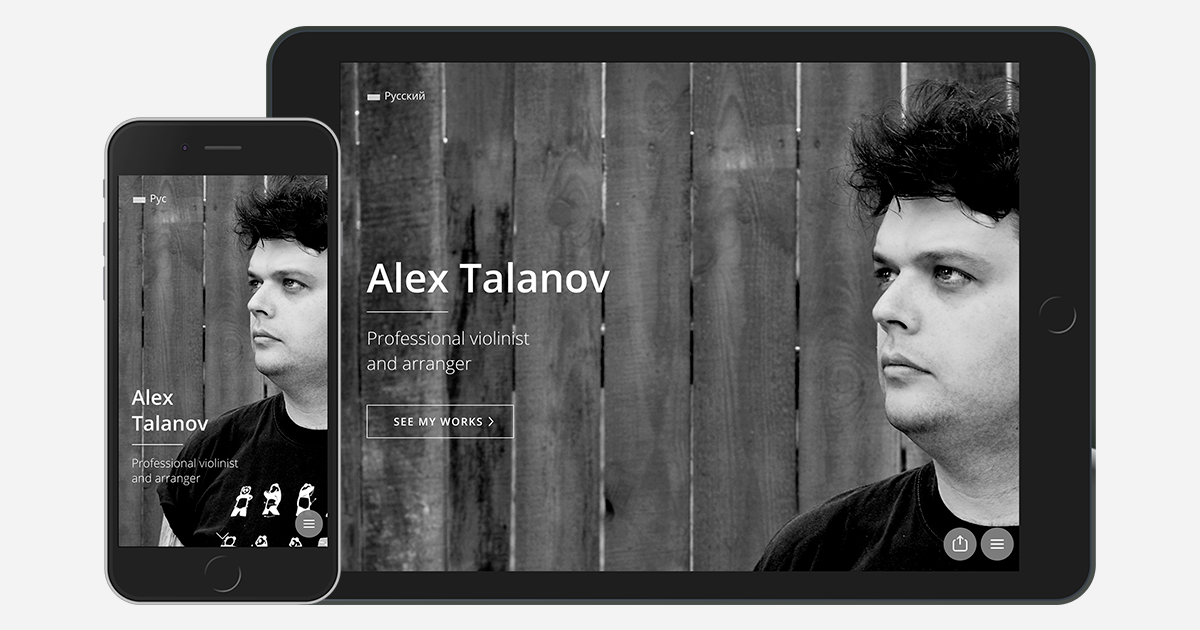 Русский
Alex Talanov
Professional violinist
and arranger
SEE MY WORKS
Рус
Alex
Talanov
Professional violinist
and arranger